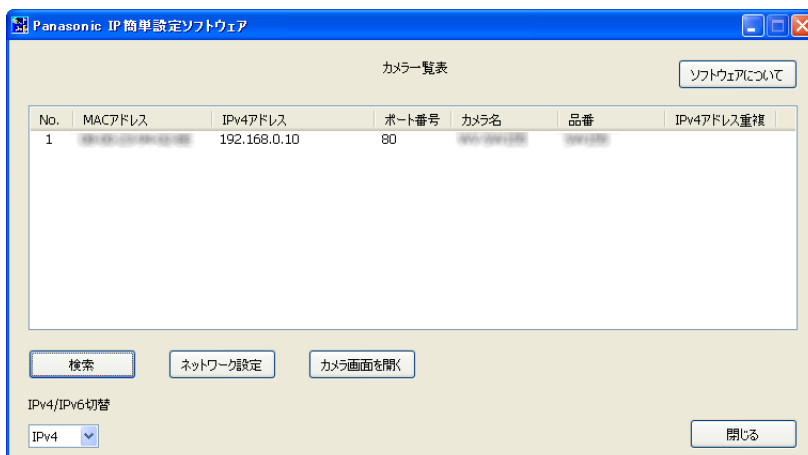 Panasonic IP簡単設定ソフトウェア
カメラ一覧表
ソフトウェアについて
No. MACアドレス IPv4アドレス ポート番号 カメラ名 品番 IPv4アドレス重複
1 192.168.0.10 80
検索 ネットワーク設定 カメラ画面を開く
IPv4/IPv6切替
IPv4
閉じる